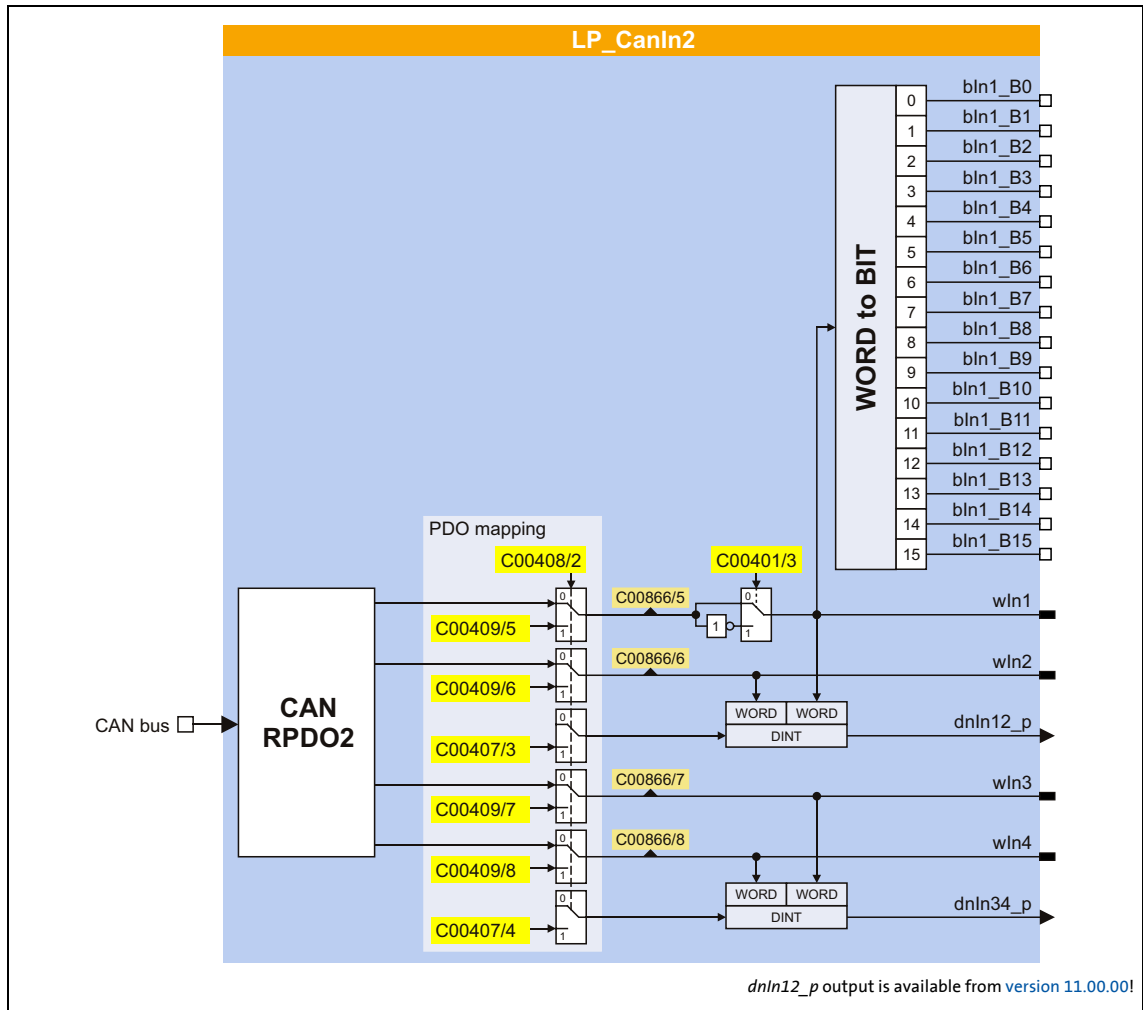 LP_CanIn2
bIn1_B0
0
bIn1_B1
1
bIn1_B2
2
bIn1_B3
3
bIn1_B4
4
bIn1_B5
5
bIn1_B6
6
bIn1_B7
7
bIn1_B8
8
bIn1_B9
9
bIn1_B10
10
bIn1_B11
11
bIn1_B12
12
bIn1_B13
13
bIn1_B14
14
bIn1_B15
15
WORD to BIT
PDO mapping
C00408/2
C00401/3
C00866/5
wIn1
0
0
C00409/5
1
1
1
C00866/6
wIn2
0
C00409/6
1
WORD WORD
DINT
dnIn12_p
0
C00407/3
1
CAN bus
CAN
RPDO2
C00866/7
wIn3
0
C00409/7
1
C00866/8
wIn4
0
C00409/8
1
WORD WORD
DINT
dnIn34_p
0
C00407/4
1
dnIn12_p output is available from version 11.00.00!